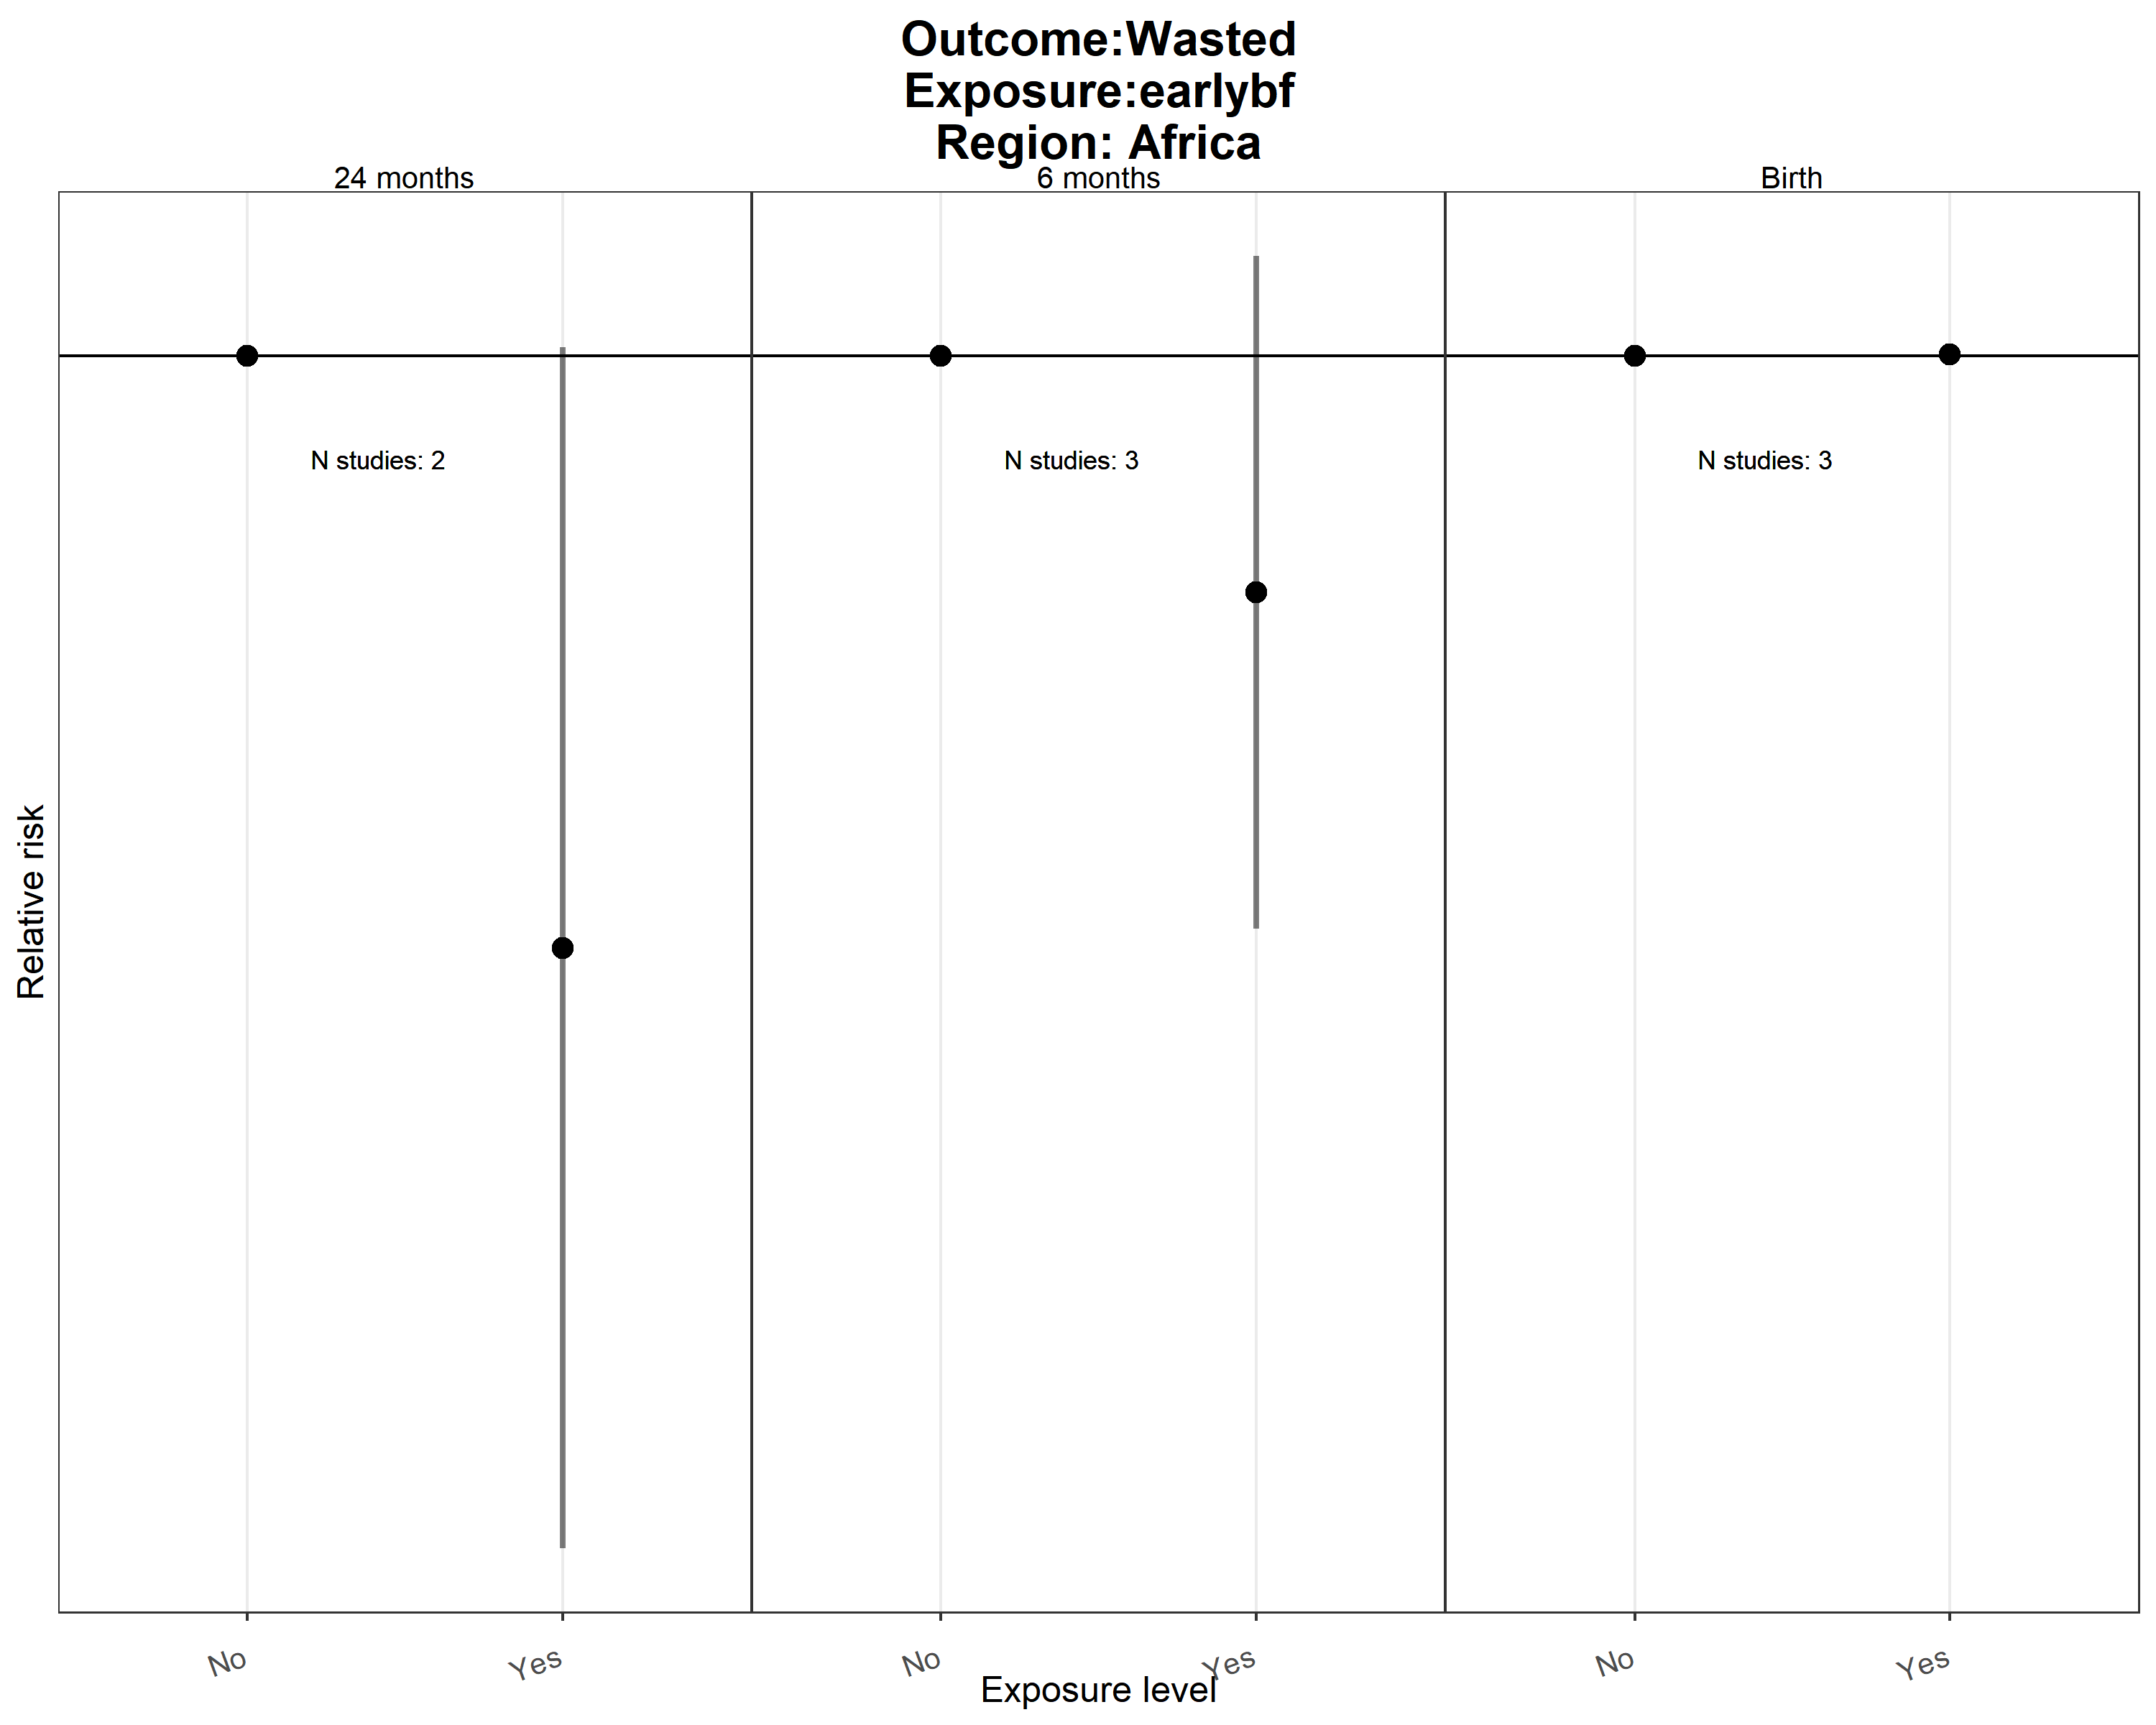 Outcome:Wasted
Exposure:earlybf
Region: Africa
24 months
6 months
Birth
N studies: 2
N studies: 3
N studies: 3
Relative risk
No
Yes
No
Yes
No
Yes
Exposure level